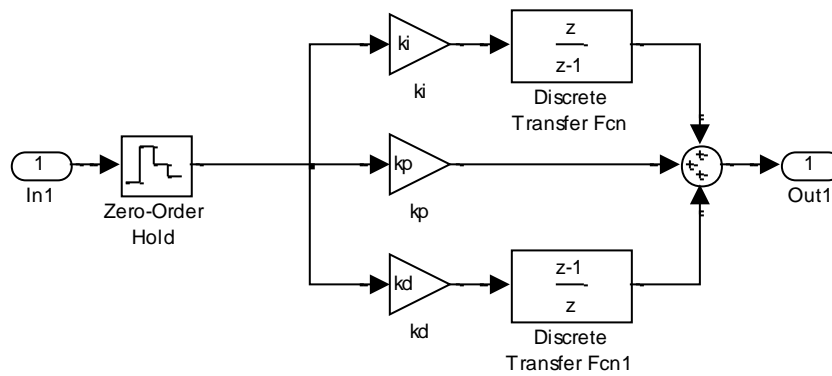 ki
z
z-1
ki
Discrete
Transfer Fcn
1
In1
Zero-Order
Hold
kp
kp
+
+
+
1
Out1
kd
z-1
z
kd
Discrete
Transfer Fcn1